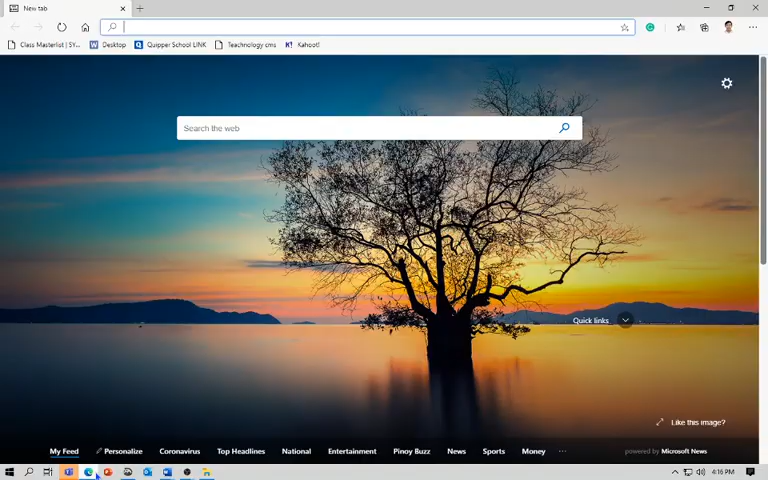 New tab
Class Masterlist | SY...
Desktop
Quipper School LINK
Teachnology cms
K! Kahoot!
Search the web
Quick links
Like this image?
My Feed
Personalize
Coronavirus
Top Headlines
National
Entertainment
Pinoy Buzz
News
Sports
Money
powered by Microsoft News
4:16 PM